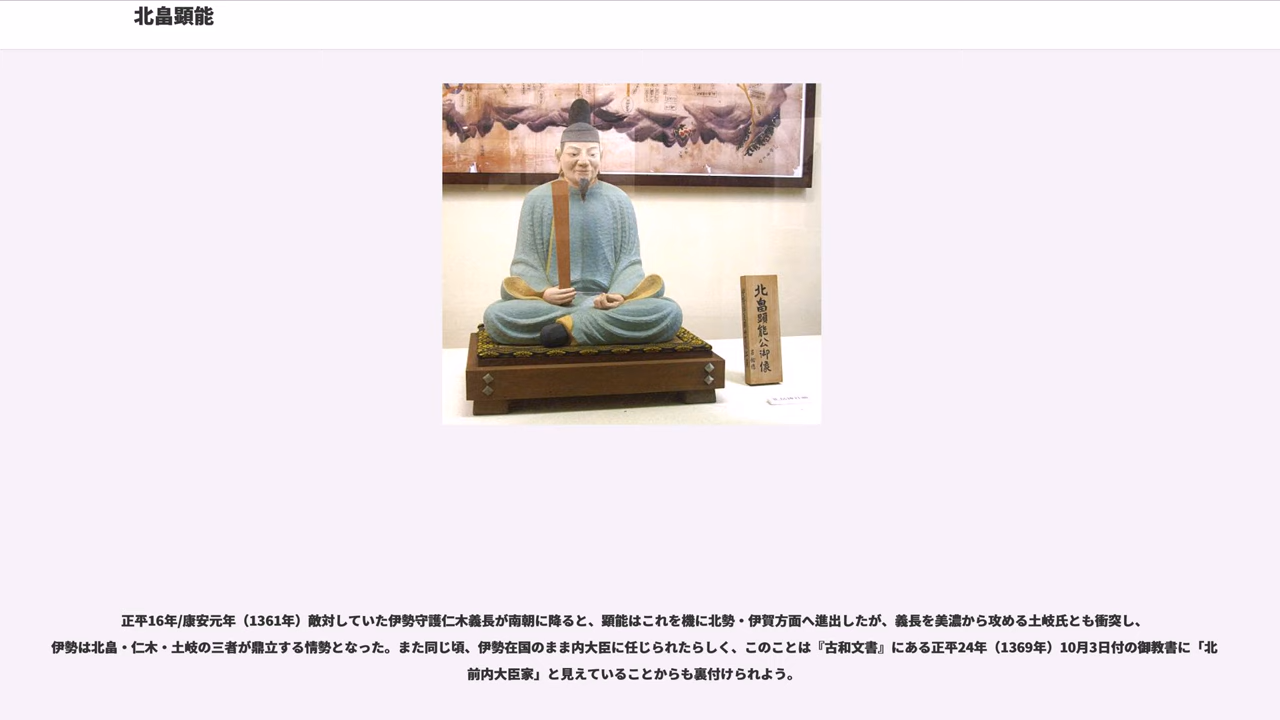 北畠顕能
北畠顕能公御像
正平16年/康安元年（1361年）敵対していた伊勢守護仁木義長が南朝に降ると、顕能はこれを機に北勢・伊賀方面へ進出したが、義長を美濃から攻める土岐氏とも衝突し、
伊勢は北畠・仁木・土岐の三者が鼎立する情勢となった。また同じ頃、伊勢在国のまま内大臣に任じられたらしく、このことは『古和文書』にある正平24年（1369年）10月3日付の御教書に「北
前内大臣家」と見えていることからも裏付けられよう。